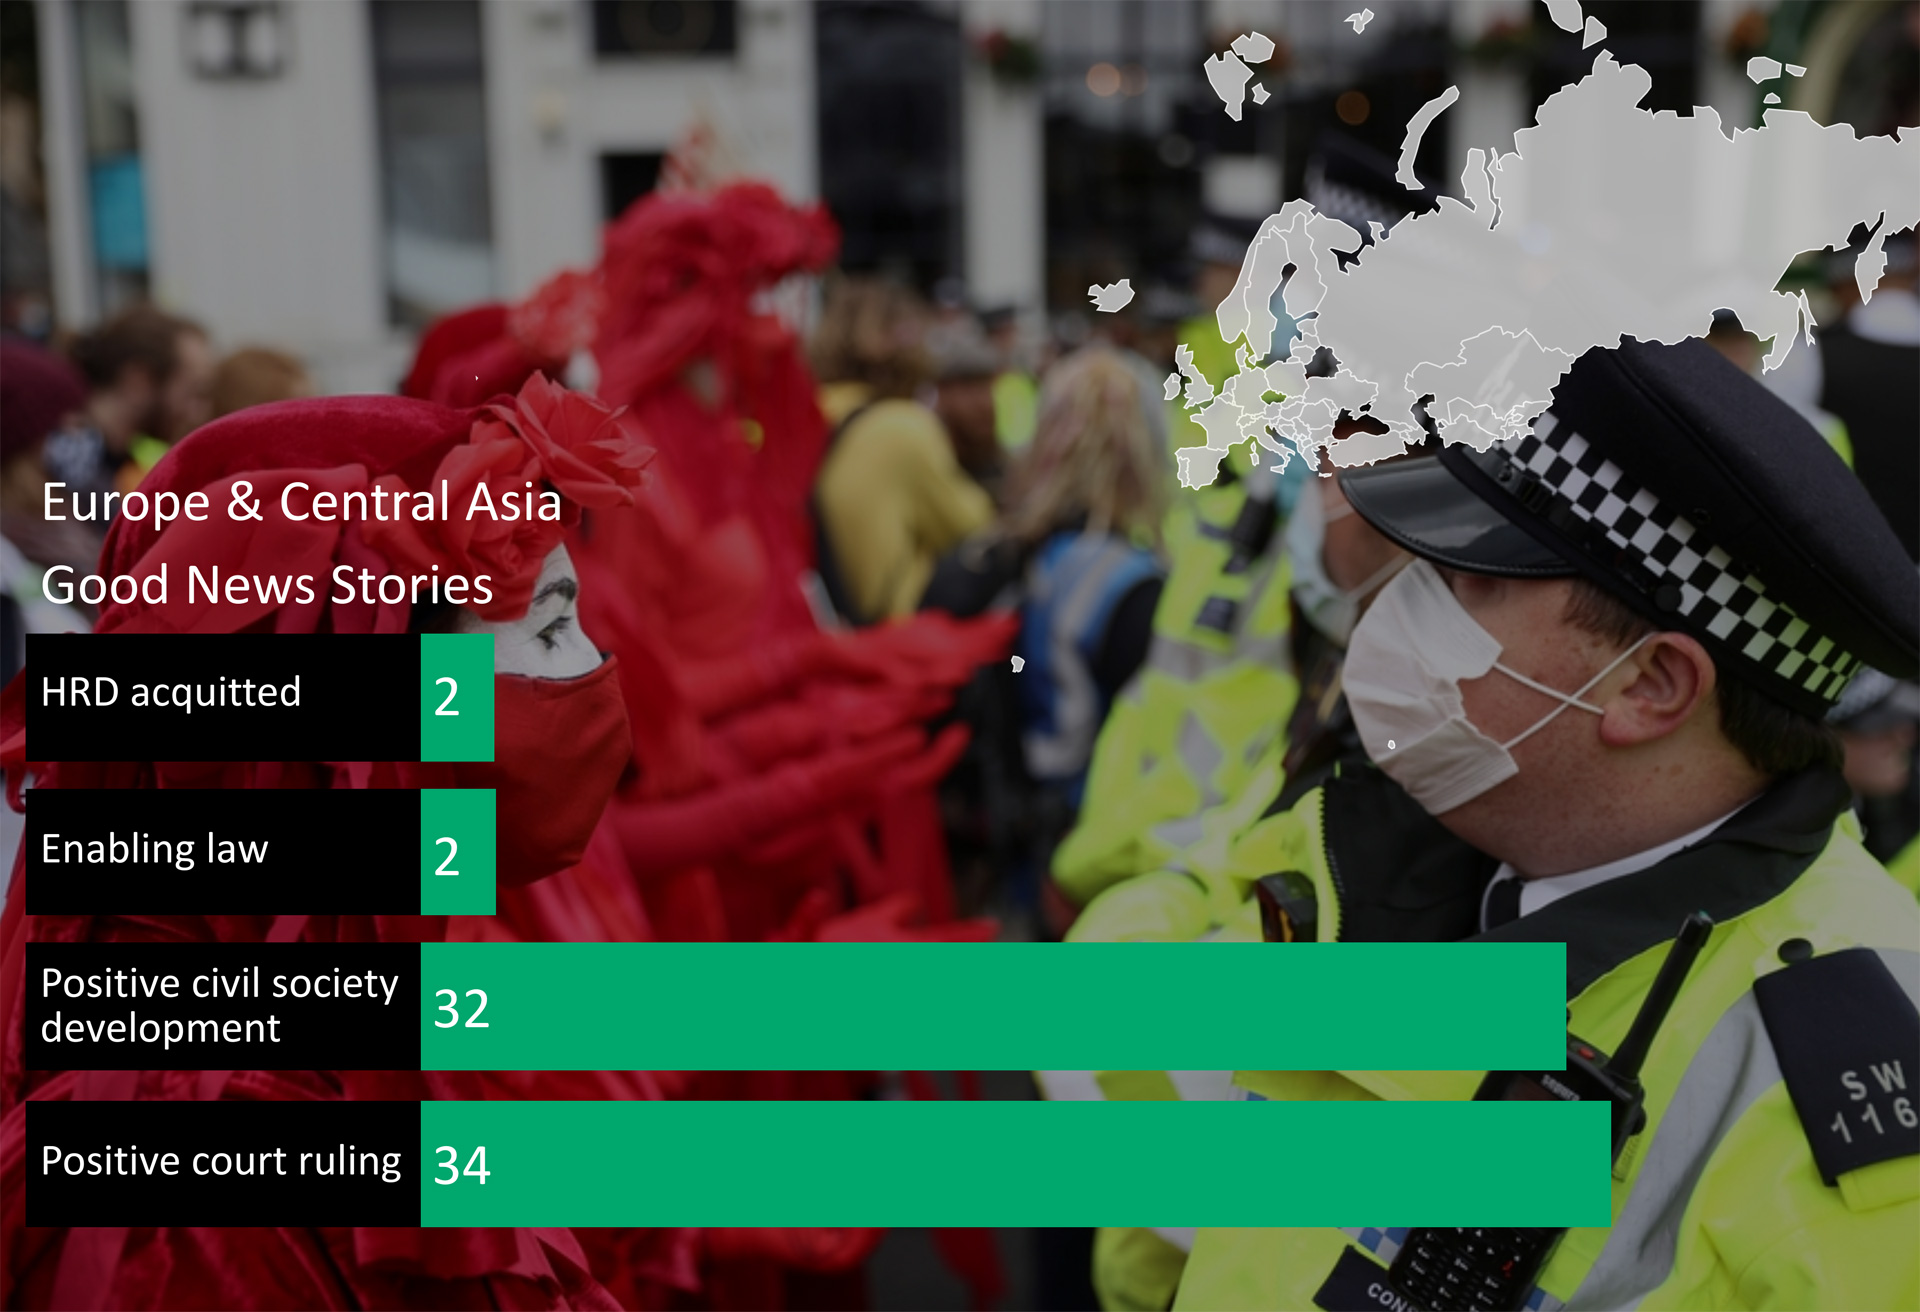 Europe & Central Asia
Good News Stories
HRD acquitted
2
Enabling law
2
Positive civil society
development
32
Positive court ruling
34
SW
116
CON